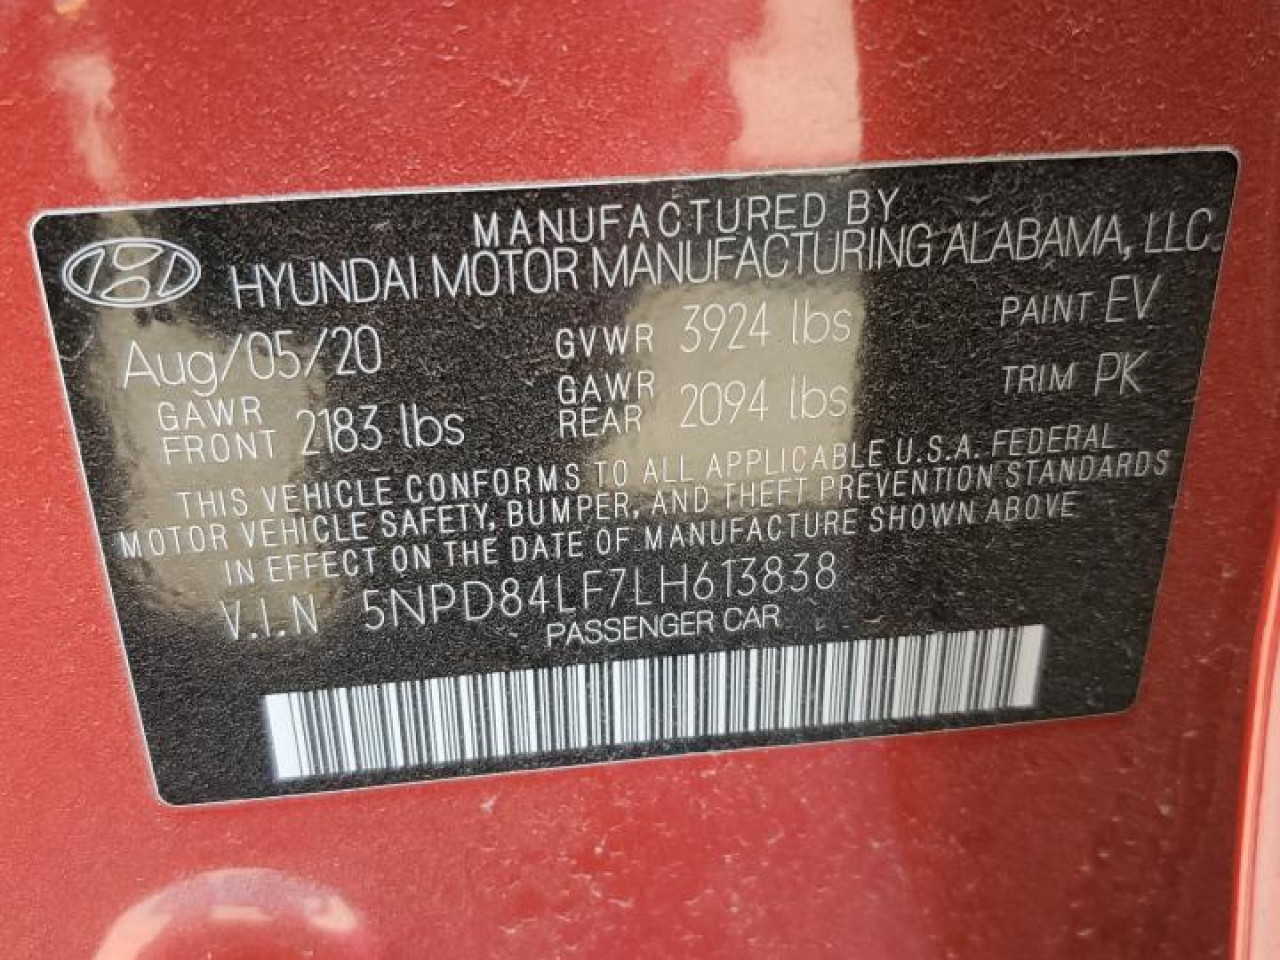 MANUFACTURED BY
HYUNDAI MOTOR MANUFACTURING ALABAMA, LLC.
Aug/05/20 GVWR 3924 lbs PAINT EV
GAWR FRONT 2183 lbs GAWR REAR 2094 lbs TRIM PK
THIS VEHICLE CONFORMS TO ALL APPLICABLE U.S.A. FEDERAL
MOTOR VEHICLE SAFETY, BUMPER, AND THEFT PREVENTION STANDARDS
IN EFFECT ON THE DATE OF MANUFACTURE SHOWN ABOVE
V.I.N 5NPD84LF7LH613838
PASSENGER CAR